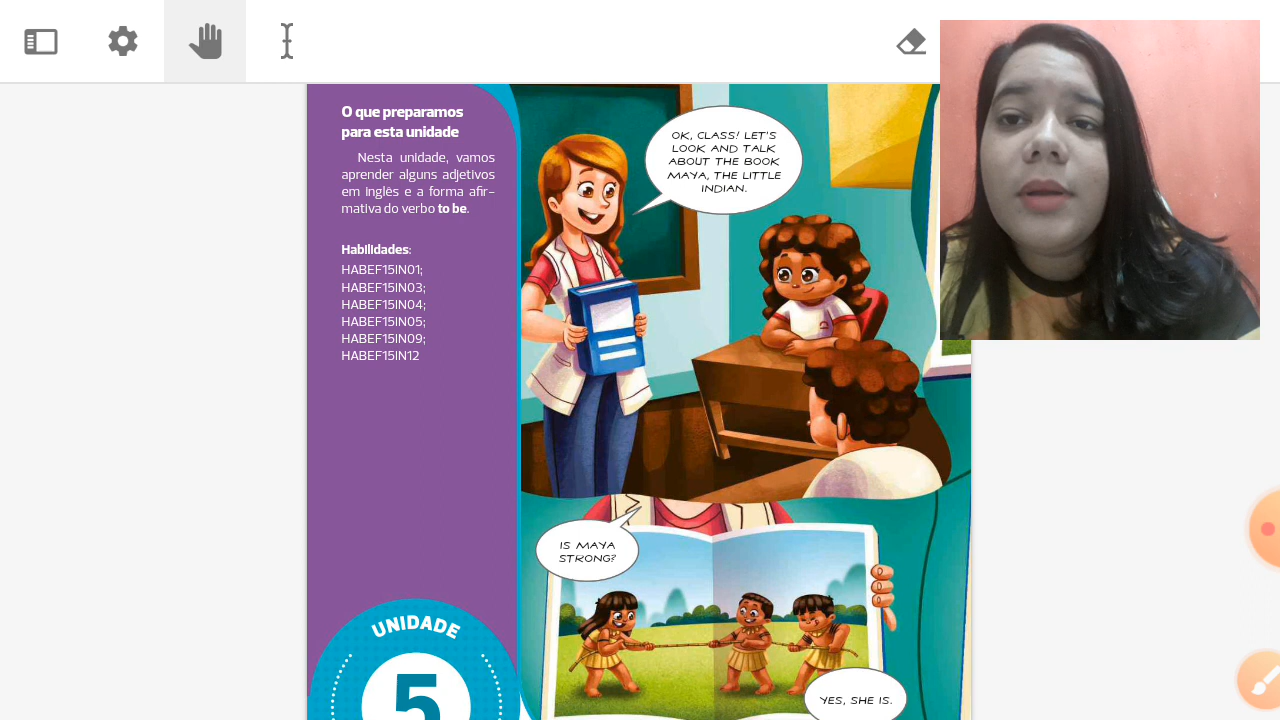 O que preparamos
para esta unidade
Nesta unidade, vamos
aprender alguns adjetivos
em inglês e a forma afir-
mativa do verbo to be.
Habilidades:
HABEF15IN01;
HABEF15IN03;
HABEF15IN04;
HABEF15IN05;
HABEF15IN09;
HABEF15IN12
UNIDADE
5
OK, CLASS! LET'S
LOOK AND TALK
ABOUT THE BOOK
MAYA, THE LITTLE
INDIAN.
IS MAYA
STRONG?
YES, SHE IS.